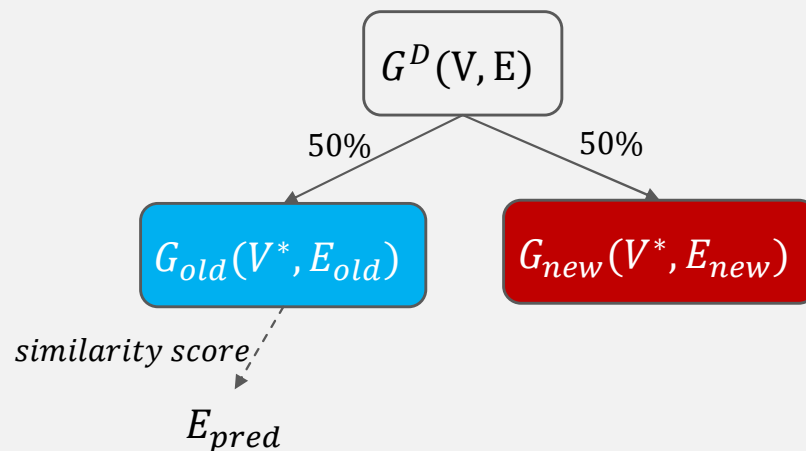 G^D(V, E)
50% 50%
G_old(V*, E_old) G_new(V*, E_new)
similarity score
E_pred